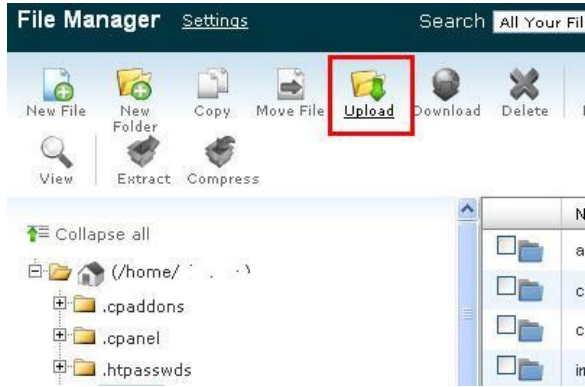 File Manager Settings Search All Your Fil
New File New Folder Copy Move File Upload Download Delete
View Extract Compress
Collapse all
N
(/home/
a
.cpaddons
c
.cpanel
c
.htpasswds
in